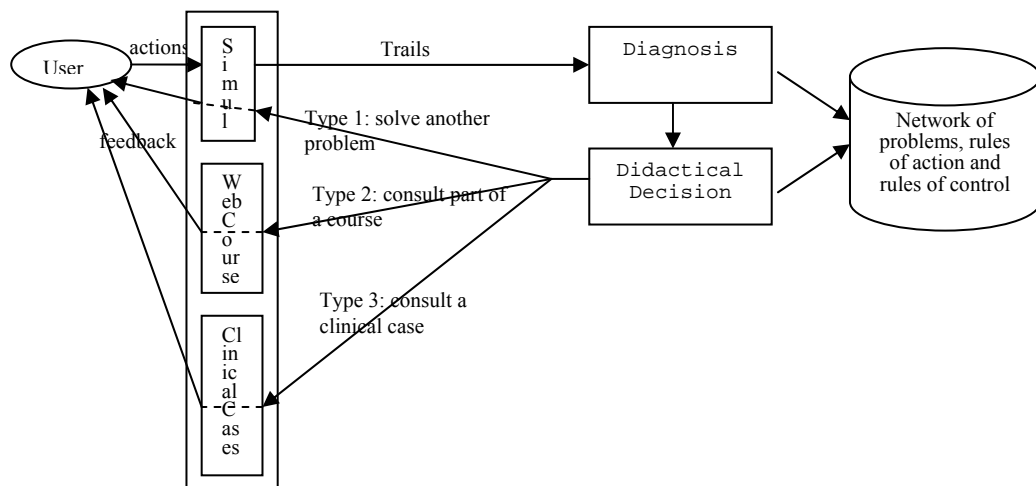 User
actions
S
i
m
u
l
Trails
Diagnosis
Type 1: solve another
problem
feedback
W
eb
C
o
ur
se
Type 2: consult part of
a course
Didactical
Decision
Network of
problems, rules
of action and
rules of control
Type 3: consult a
clinical case
Cl
in
ic
al
C
as
es